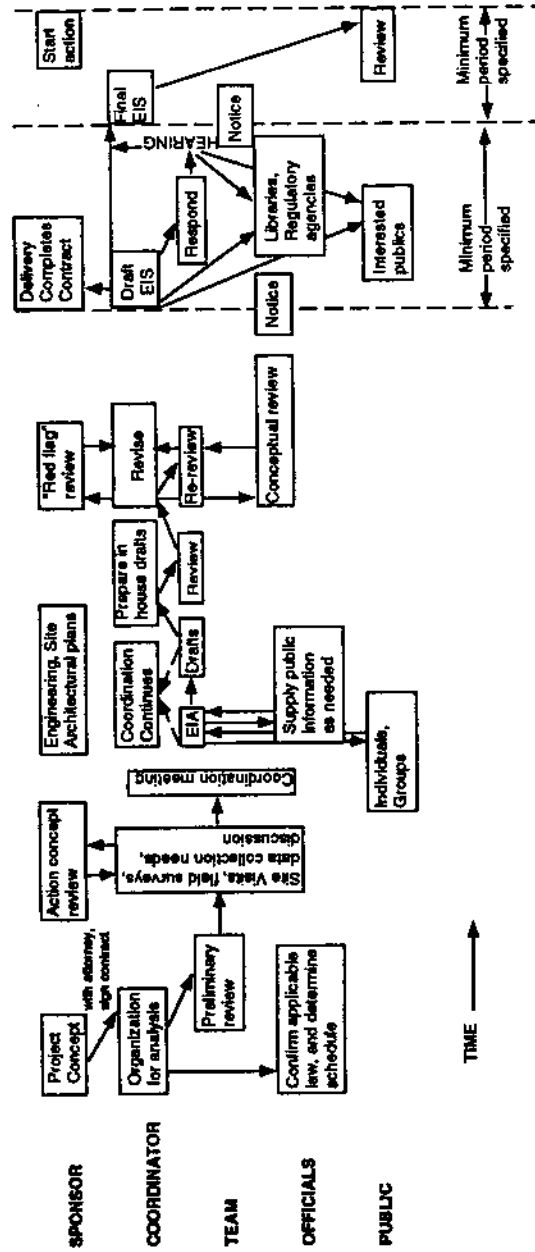 SPONSOR
COORDINATOR
TEAM
OFFICIALS
PUBLIC
Project
Concept
with attorney,
sign contract
Organization
for analysis
Preliminary
review
Confirm applicable
law, and determine
schedule
Action concept
review
Site Visits, field surveys,
data collection needs,
discussion
Coordination meeting
Engineering, Site
Architectural plans
Coordination
Continues
EIA
Drafts
Supply public
information
as needed
Individuals,
Groups
Prepare in
house drafts
Review
"Red flag"
review
Revise
Re-review
Conceptual review
Delivery
Completes
Contract
Draft
EIS
Respond
HEARING
Notice
Libraries,
Regulatory
agencies
Interested
publics
Notice
Start
action
Final
EIS
Review
TIME
Minimum
period
specified
Minimum
period
specified